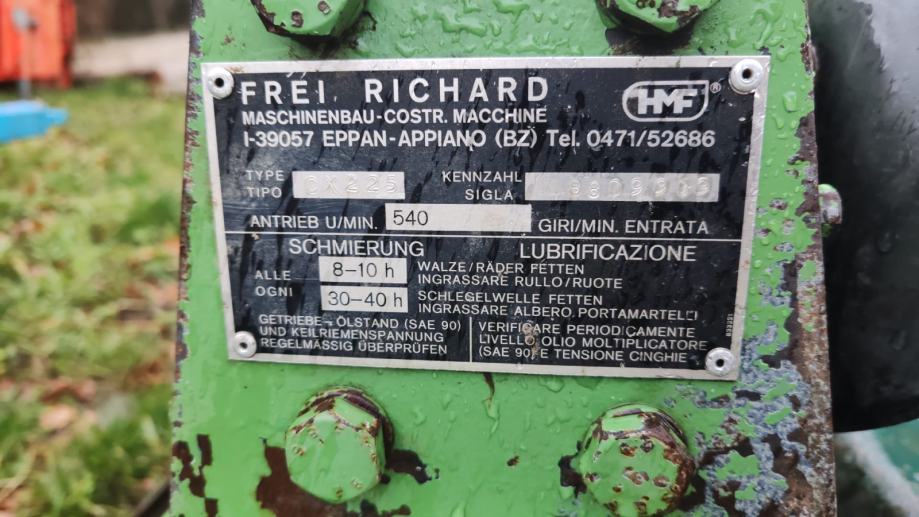 FREI RICHARD
HMF®
MASCHINENBAU-COSTR. MACCHINE
I-39057 EPPAN-APPIANO (BZ) Tel. 0471/52686
TYPE KENNZAHL
TIPO CX225 SIGLA
ANTRIEB U/MIN. 540 GIRI/MIN. ENTRATA
SCHMIERUNG LUBRIFICAZIONE
ALLE 8-10 h WALZE/RÄDER FETTEN
INGRASSARE RULLO/RUOTE
OGNI 30-40 h SCHLEGELWELLE FETTEN
INGRASSARE ALBERO PORTAMARTELLI
GETRIEBE-ÖLSTAND (SAE 90)
UND KEILRIEMENSPANNUNG
REGELMÄSSIG ÜBERPRÜFEN
VERIFICARE PERIODICAMENTE
LIVELLO OLIO MOLTIPLICATORE
(SAE 90) E TENSIONE CINGHIE